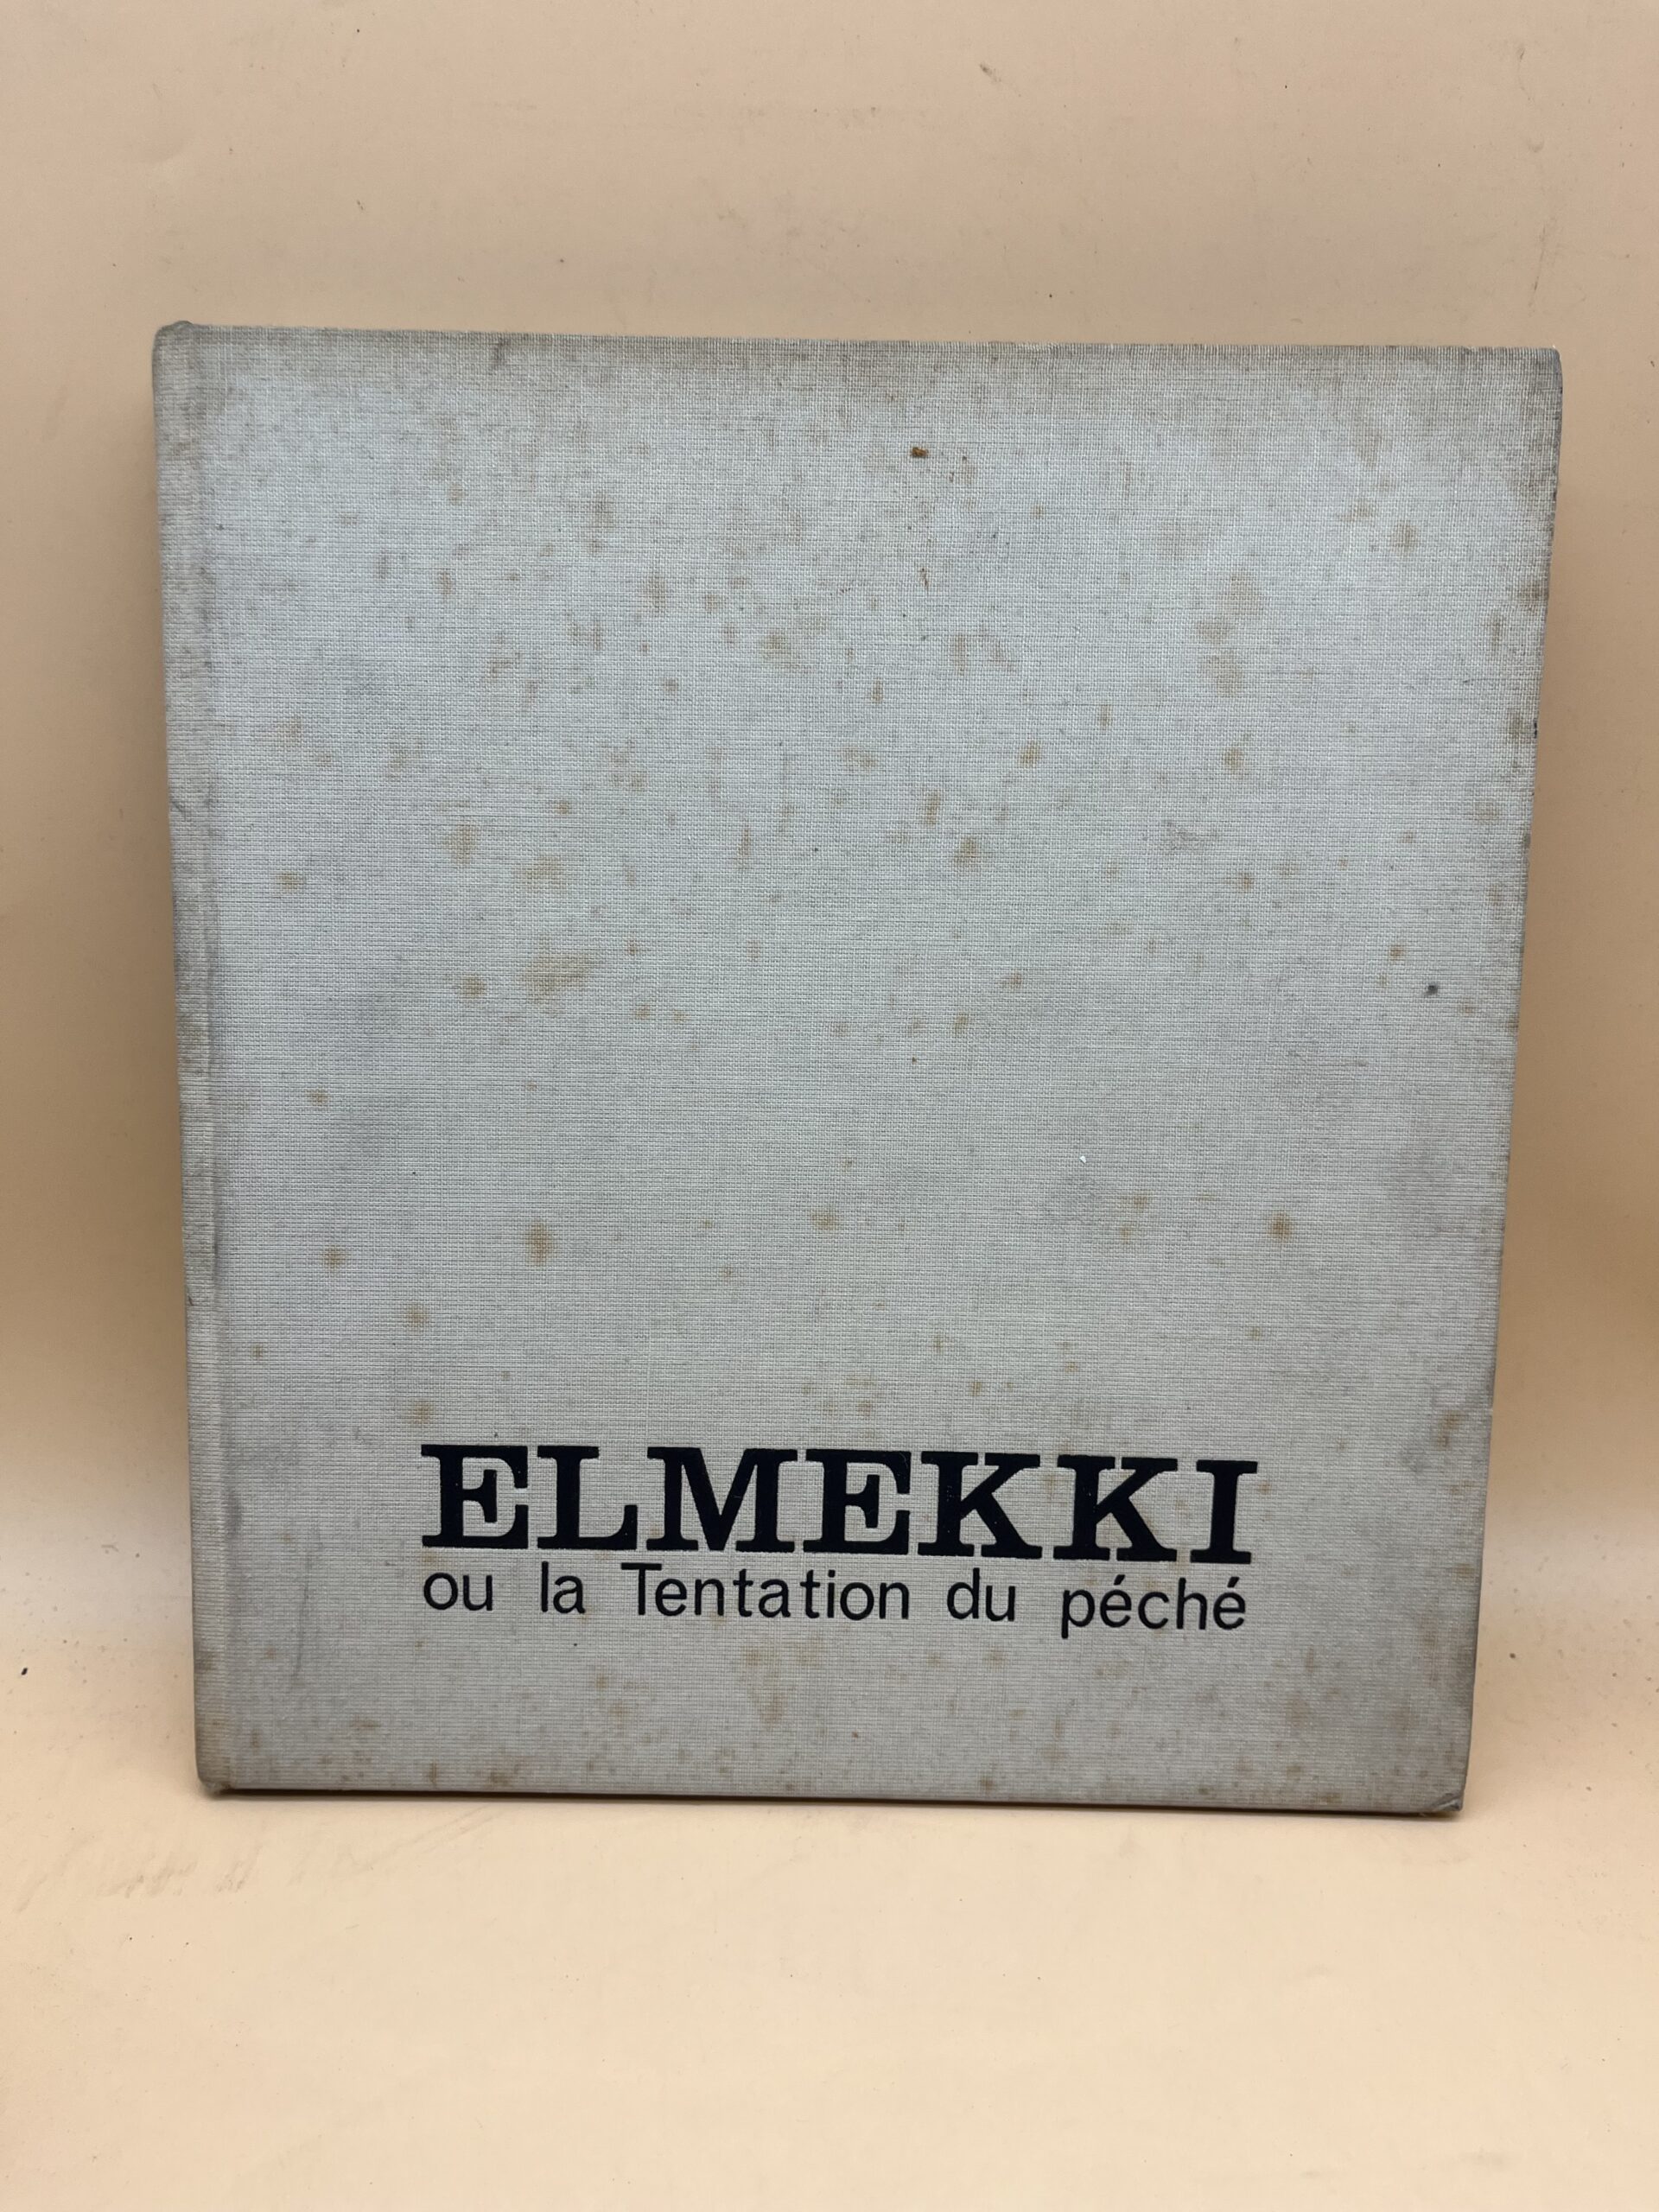 ELMEKKI
ou la Tentation du péché